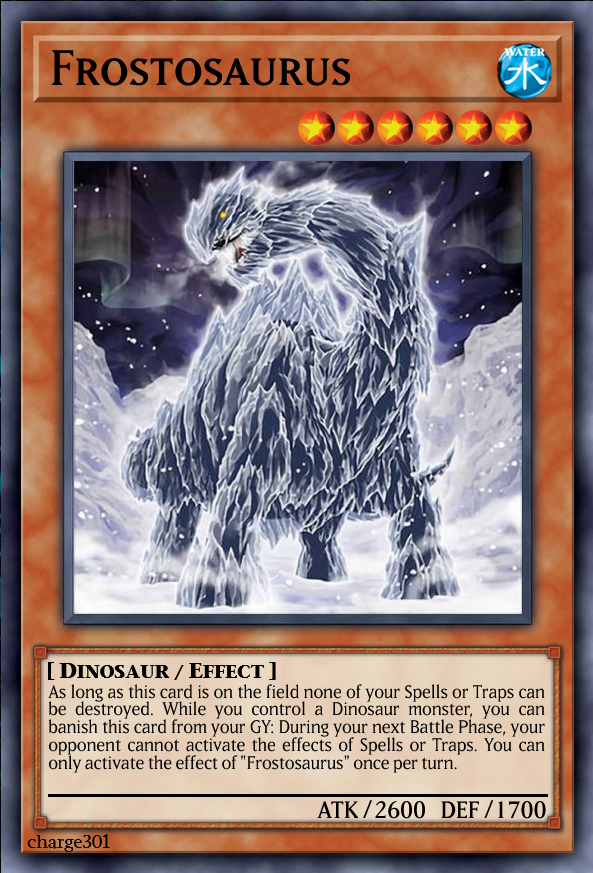 Frostosaurus
WATER
水
[ Dinosaur / Effect ]
As long as this card is on the field none of your Spells or Traps can
be destroyed. While you control a Dinosaur monster, you can
banish this card from your GY: During your next Battle Phase, your
opponent cannot activate the effects of Spells or Traps. You can
only activate the effect of "Frostosaurus" once per turn.
ATK/2600 DEF/1700
charge301